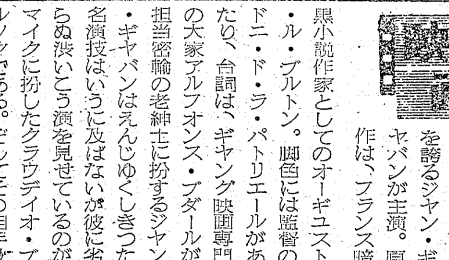 を誇るジャン・ギ
ャバンが主演。原
作は、フランス暗
黒小説作家としてのオーギュスト
・ル・ブルトン。脚色には監督の
ドニ・ド・ラ・パトリエールがあ
たり、台詞は、ギャング映画専門
の大家アルフォンス・ブダールが
担当密輸の老紳士に扮するジャン
・ギャバンはえんじゆくしきつた
名演技はいうに及ばないが彼に劣
らぬ渋いこう演を見せているのが
マイクに扮したクラウデイオ・ブ